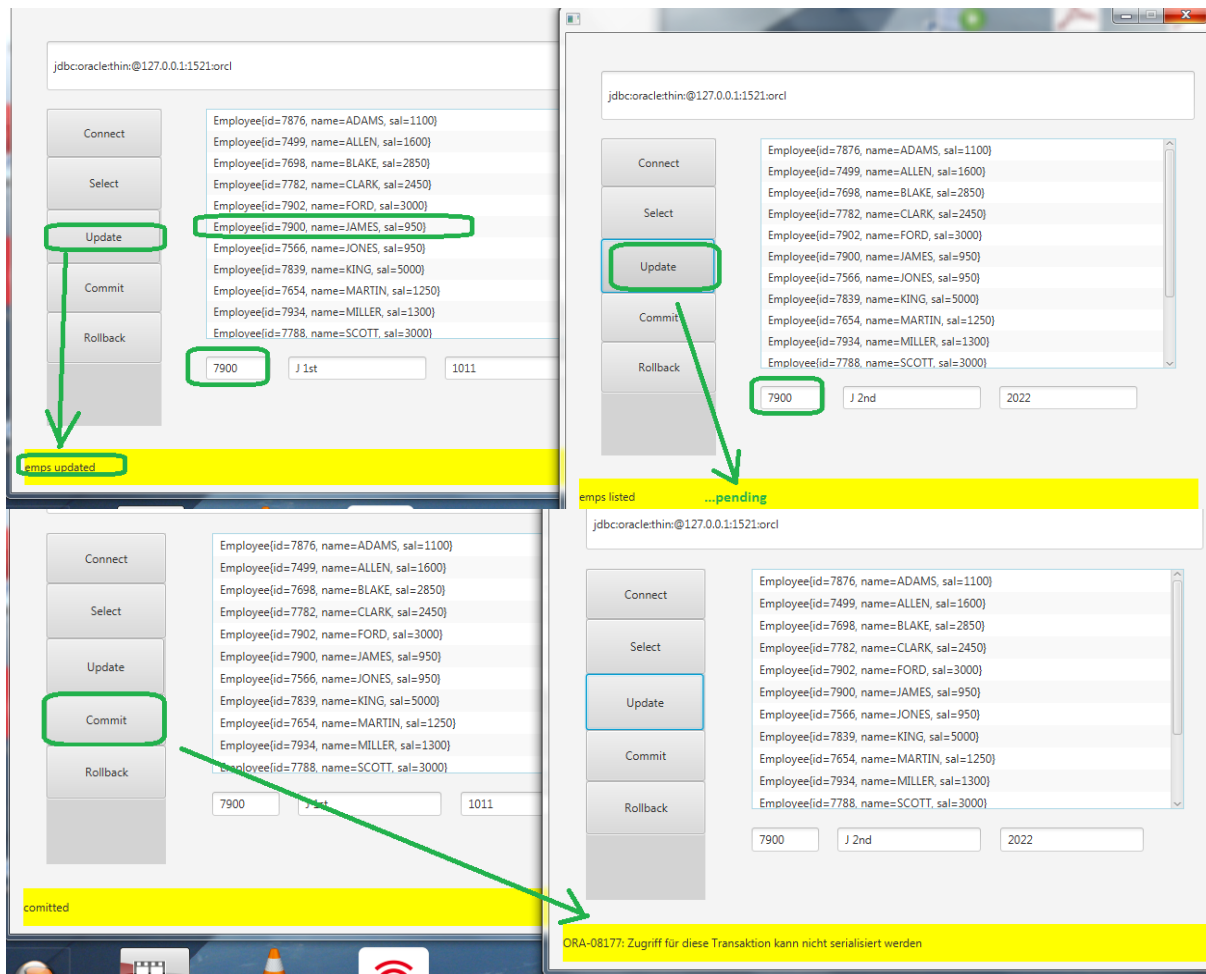 jdbc:oracle:thin:@127.0.0.1:1521:orcl
Connect
Select
Update
Commit
Rollback
Employee{id=7876, name=ADAMS, sal=1100}
Employee{id=7499, name=ALLEN, sal=1600}
Employee{id=7698, name=BLAKE, sal=2850}
Employee{id=7782, name=CLARK, sal=2450}
Employee{id=7902, name=FORD, sal=3000}
Employee{id=7900, name=JAMES, sal=950}
Employee{id=7566, name=JONES, sal=950}
Employee{id=7839, name=KING, sal=5000}
Employee{id=7654, name=MARTIN, sal=1250}
Employee{id=7934, name=MILLER, sal=1300}
Employee{id=7788, name=SCOTT, sal=3000}
7900 J 1st 1011
emps updated
jdbc:oracle:thin:@127.0.0.1:1521:orcl
Connect
Select
Update
Commit
Rollback
Employee{id=7876, name=ADAMS, sal=1100}
Employee{id=7499, name=ALLEN, sal=1600}
Employee{id=7698, name=BLAKE, sal=2850}
Employee{id=7782, name=CLARK, sal=2450}
Employee{id=7902, name=FORD, sal=3000}
Employee{id=7900, name=JAMES, sal=950}
Employee{id=7566, name=JONES, sal=950}
Employee{id=7839, name=KING, sal=5000}
Employee{id=7654, name=MARTIN, sal=1250}
Employee{id=7934, name=MILLER, sal=1300}
Employee{id=7788, name=SCOTT, sal=3000}
7900 J 2nd 2022
emps listed ...pending
Connect
Select
Update
Commit
Rollback
Employee{id=7876, name=ADAMS, sal=1100}
Employee{id=7499, name=ALLEN, sal=1600}
Employee{id=7698, name=BLAKE, sal=2850}
Employee{id=7782, name=CLARK, sal=2450}
Employee{id=7902, name=FORD, sal=3000}
Employee{id=7900, name=JAMES, sal=950}
Employee{id=7566, name=JONES, sal=950}
Employee{id=7839, name=KING, sal=5000}
Employee{id=7654, name=MARTIN, sal=1250}
Employee{id=7934, name=MILLER, sal=1300}
Employee{id=7788, name=SCOTT, sal=3000}
7900 J 1st 1011
comitted
jdbc:oracle:thin:@127.0.0.1:1521:orcl
Connect
Select
Update
Commit
Rollback
Employee{id=7876, name=ADAMS, sal=1100}
Employee{id=7499, name=ALLEN, sal=1600}
Employee{id=7698, name=BLAKE, sal=2850}
Employee{id=7782, name=CLARK, sal=2450}
Employee{id=7902, name=FORD, sal=3000}
Employee{id=7900, name=JAMES, sal=950}
Employee{id=7566, name=JONES, sal=950}
Employee{id=7839, name=KING, sal=5000}
Employee{id=7654, name=MARTIN, sal=1250}
Employee{id=7934, name=MILLER, sal=1300}
Employee{id=7788, name=SCOTT, sal=3000}
7900 J 2nd 2022
ORA-08177: Zugriff für diese Transaktion kann nicht serialisiert werden